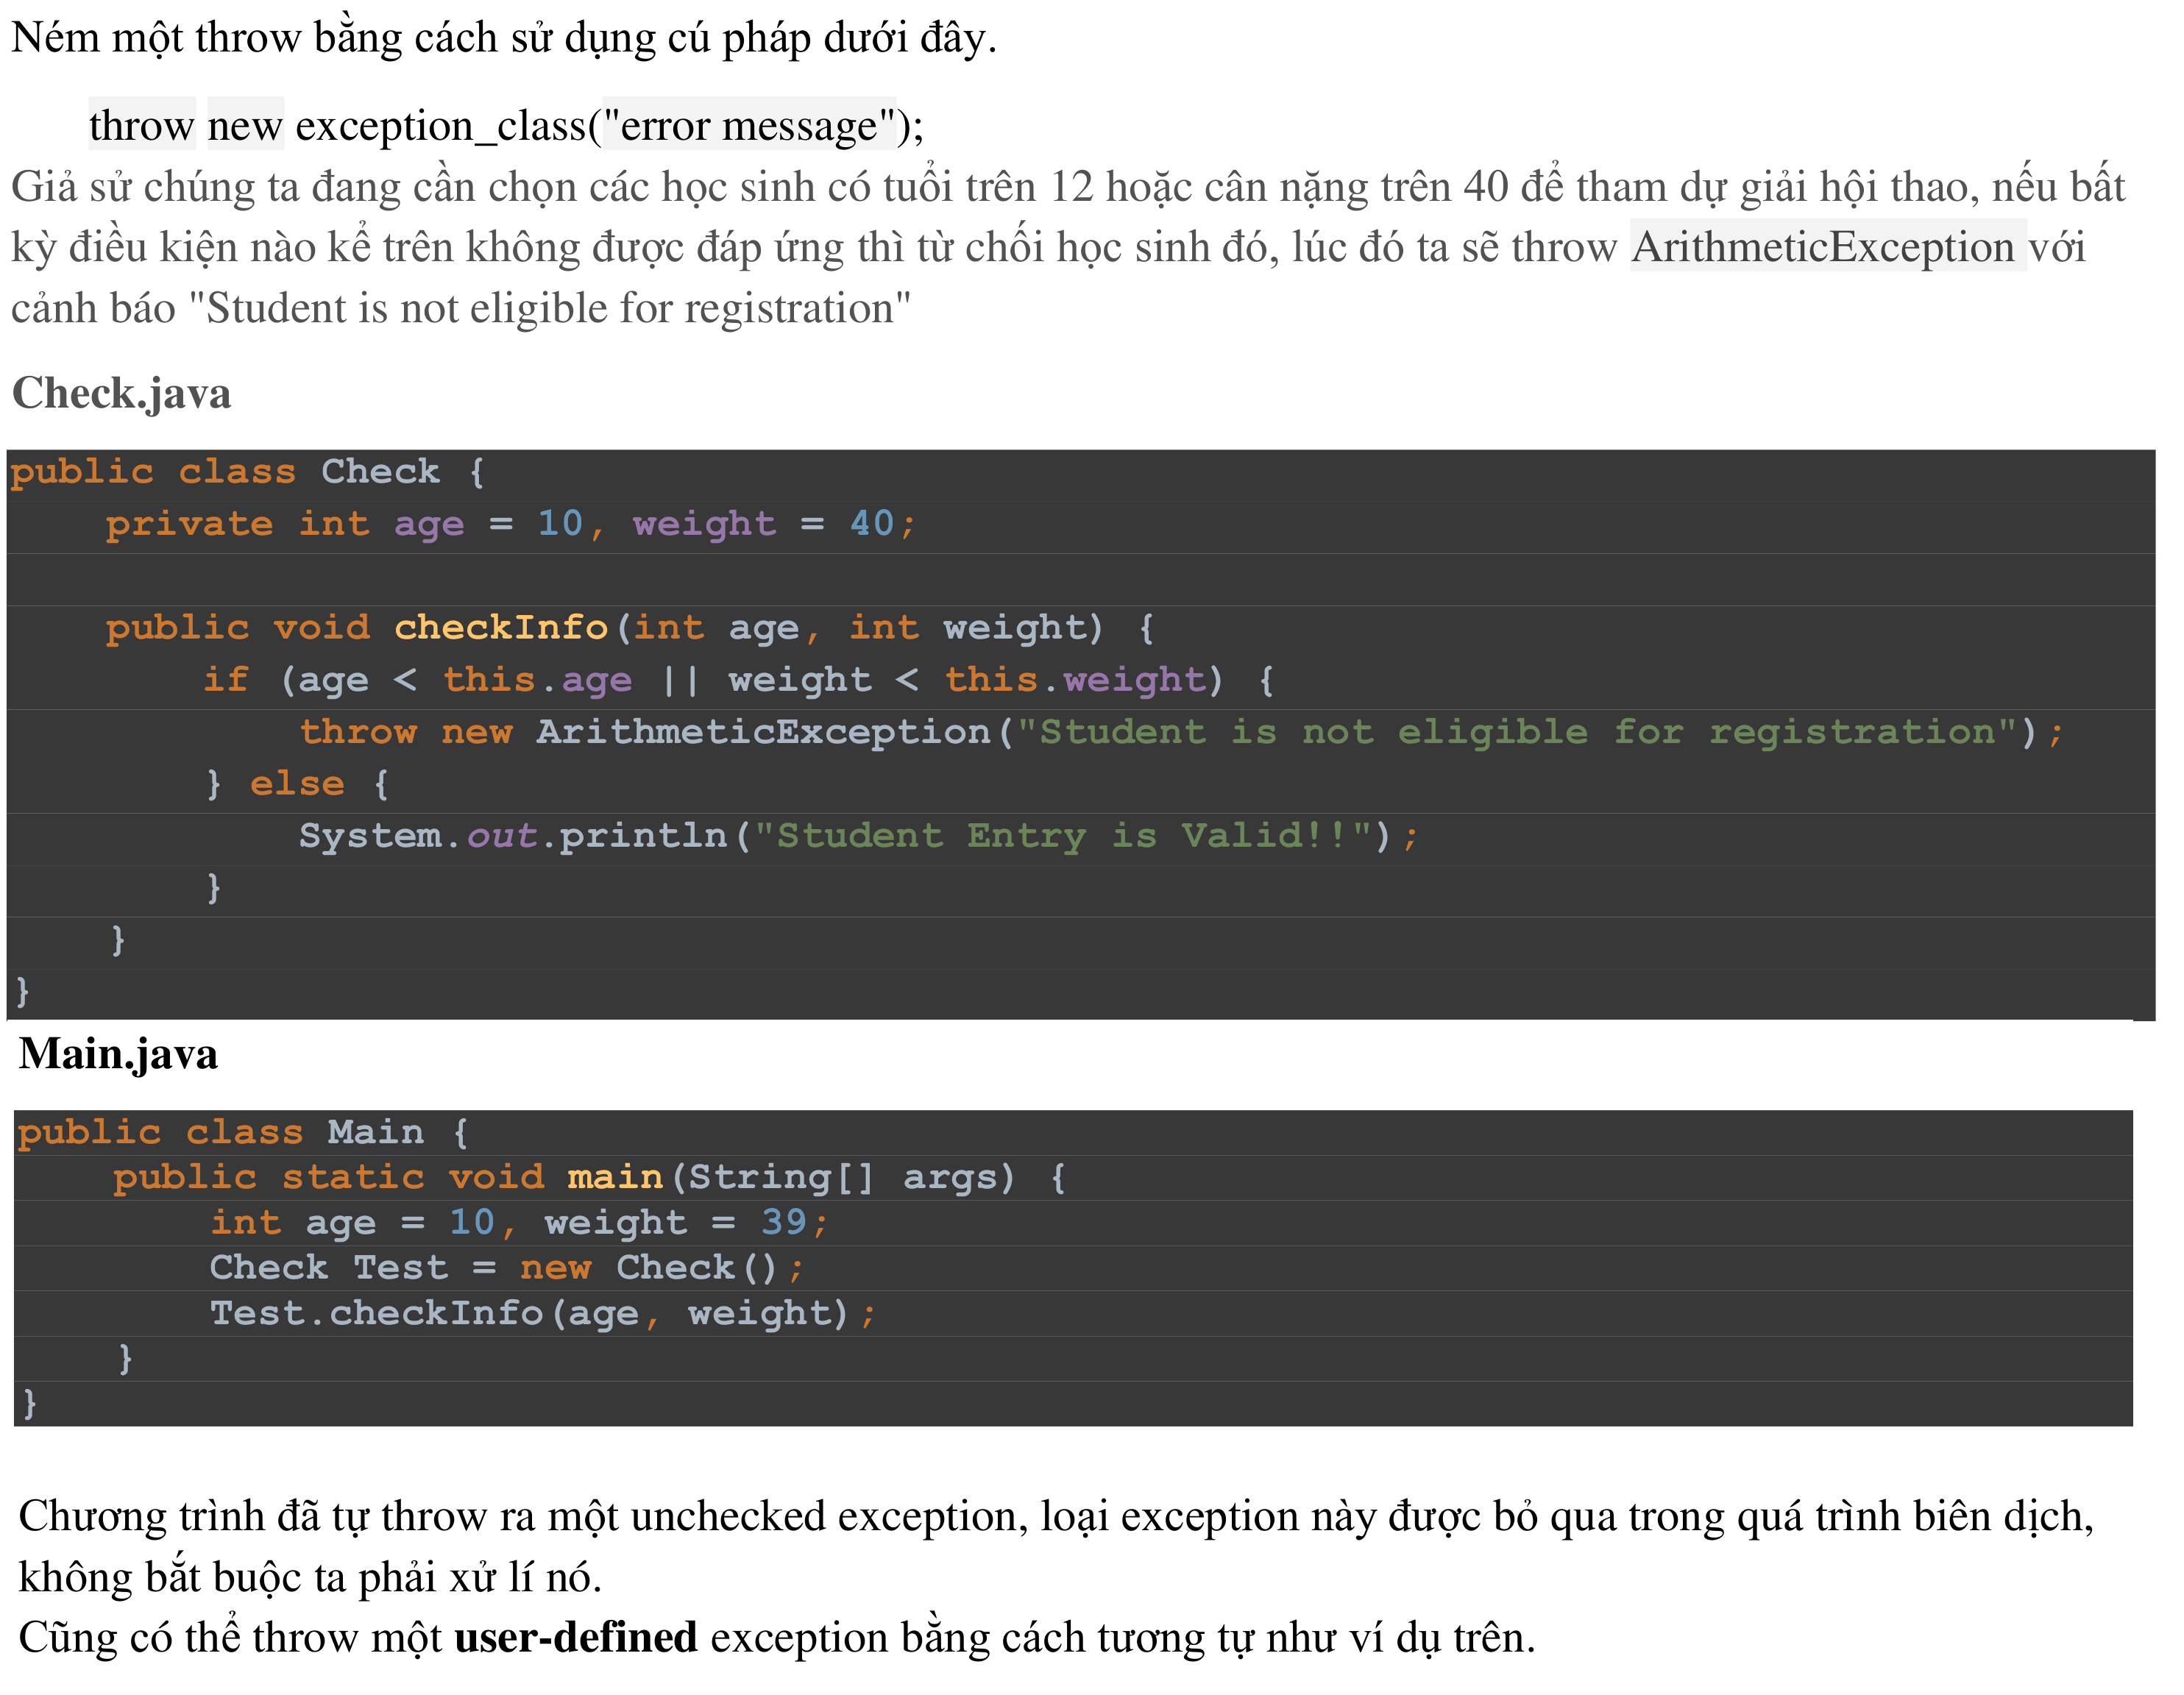 Ném một throw bằng cách sử dụng cú pháp dưới đây.
throw new exception_class("error message");
Giả sử chúng ta đang cần chọn các học sinh có tuổi trên 12 hoặc cân nặng trên 40 để tham dự giải hội thao, nếu bất
kỳ điều kiện nào kể trên không được đáp ứng thì từ chối học sinh đó, lúc đó ta sẽ throw ArithmeticException với
cảnh báo "Student is not eligible for registration"
Check.java
public class Check {
    private int age = 10, weight = 40;
    public void checkInfo(int age, int weight) {
        if (age < this.age || weight < this.weight) {
            throw new ArithmeticException("Student is not eligible for registration");
        } else {
            System.out.println("Student Entry is Valid!!");
        }
    }
}
Main.java
public class Main {
    public static void main(String[] args) {
        int age = 10, weight = 39;
        Check Test = new Check();
        Test.checkInfo(age, weight);
    }
}
Chương trình đã tự throw ra một unchecked exception, loại exception này được bỏ qua trong quá trình biên dịch,
không bắt buộc ta phải xử lí nó.
Cũng có thể throw một user-defined exception bằng cách tương tự như ví dụ trên.